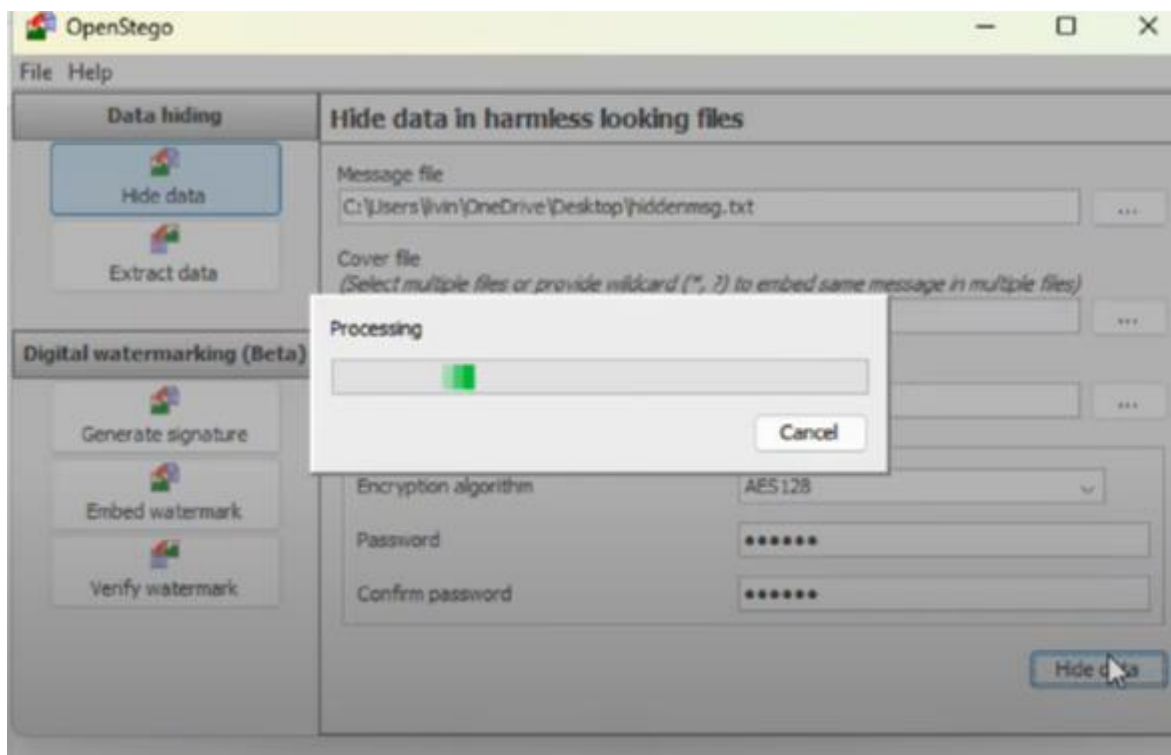 OpenStego
File Help
Data hiding
Hide data
Extract data
Digital watermarking (Beta)
Generate signature
Embed watermark
Verify watermark
Hide data in harmless looking files
Message file
C:\Users\ivin\OneDrive\Desktop\hiddenmsg.txt
...
Cover file
(Select multiple files or provide wildcard (*, ?) to embed same message in multiple files)
...
...
Processing
Cancel
Encryption algorithm
AES128
Password
••••••
Confirm password
••••••
Hide data